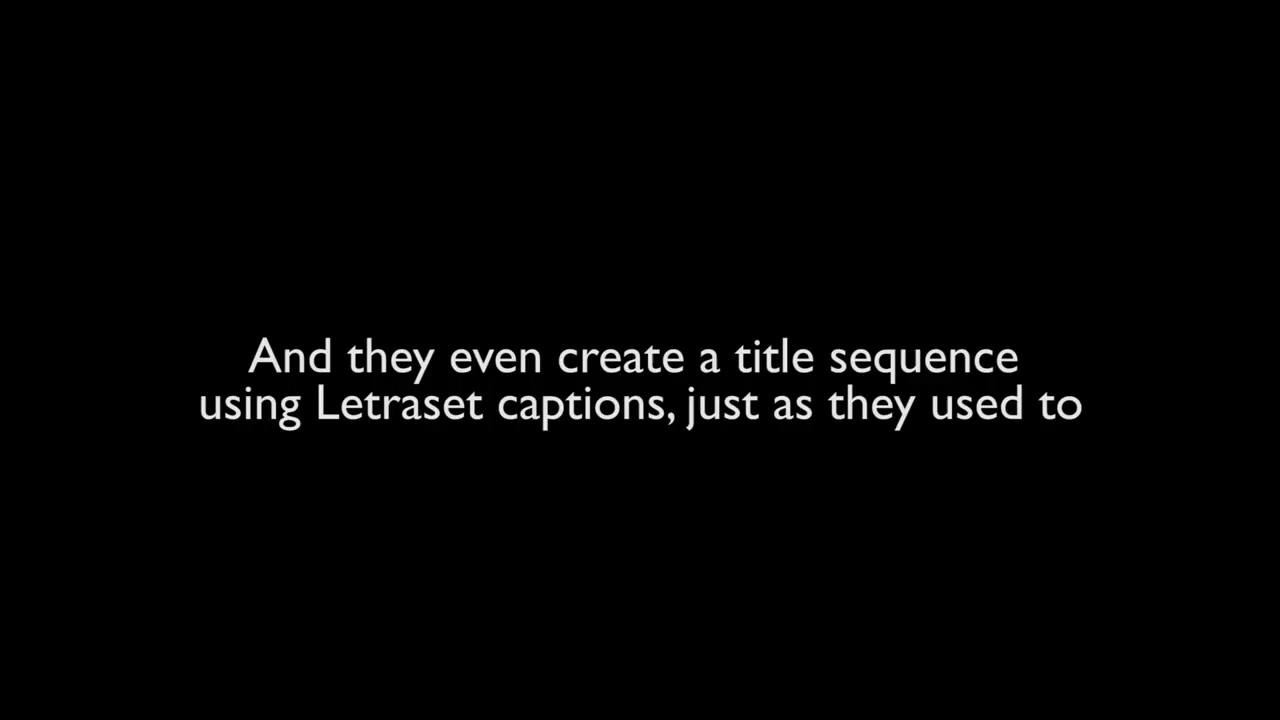 And they even create a title sequence
using Letraset captions, just as they used to